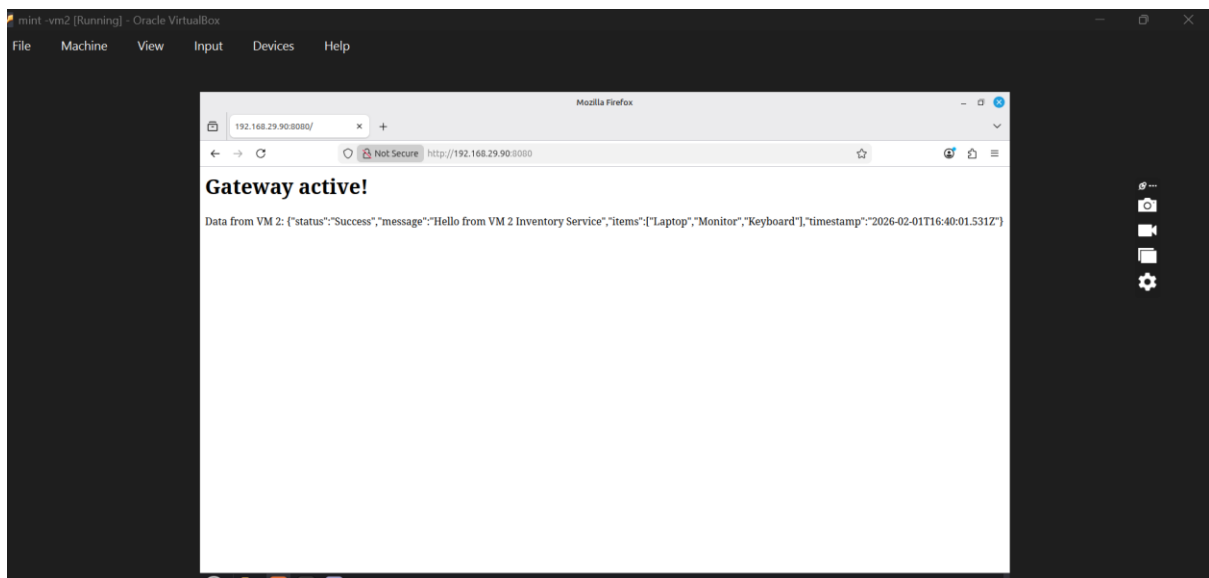 mint -vm2 [Running] - Oracle VirtualBox
File Machine View Input Devices Help
Mozilla Firefox
192.168.29.90:8080/
Not Secure http://192.168.29.90:8080
Gateway active!
Data from VM 2: {"status":"Success","message":"Hello from VM 2 Inventory Service","items":["Laptop","Monitor","Keyboard"],"timestamp":"2026-02-01T16:40:01.531Z"}